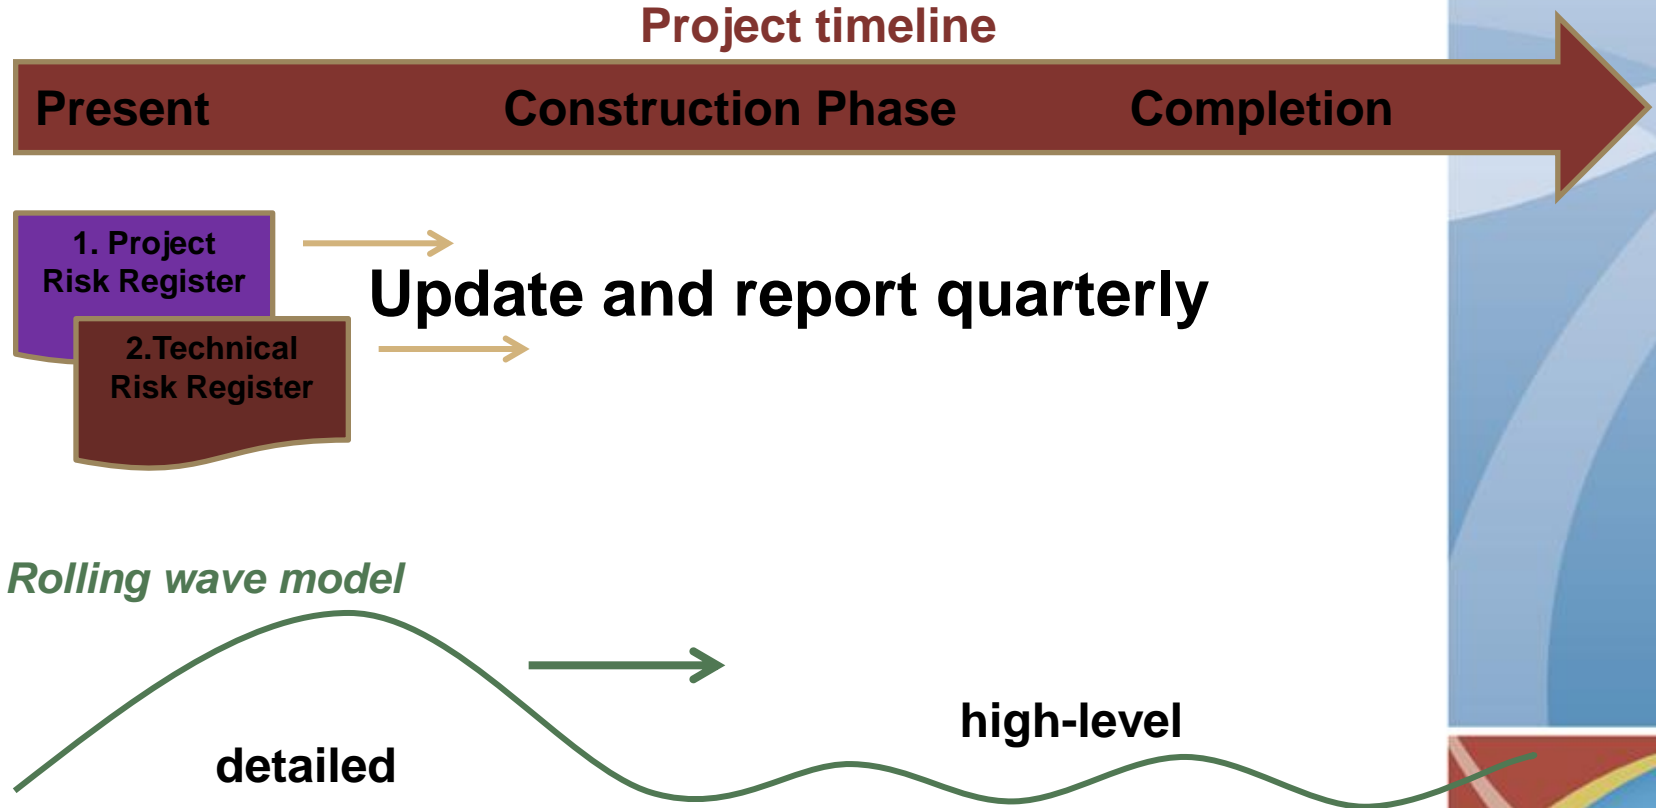 Project timeline
Present Construction Phase Completion
1. Project
Risk Register
Update and report quarterly
2.Technical
Risk Register
Rolling wave model
high-level
detailed